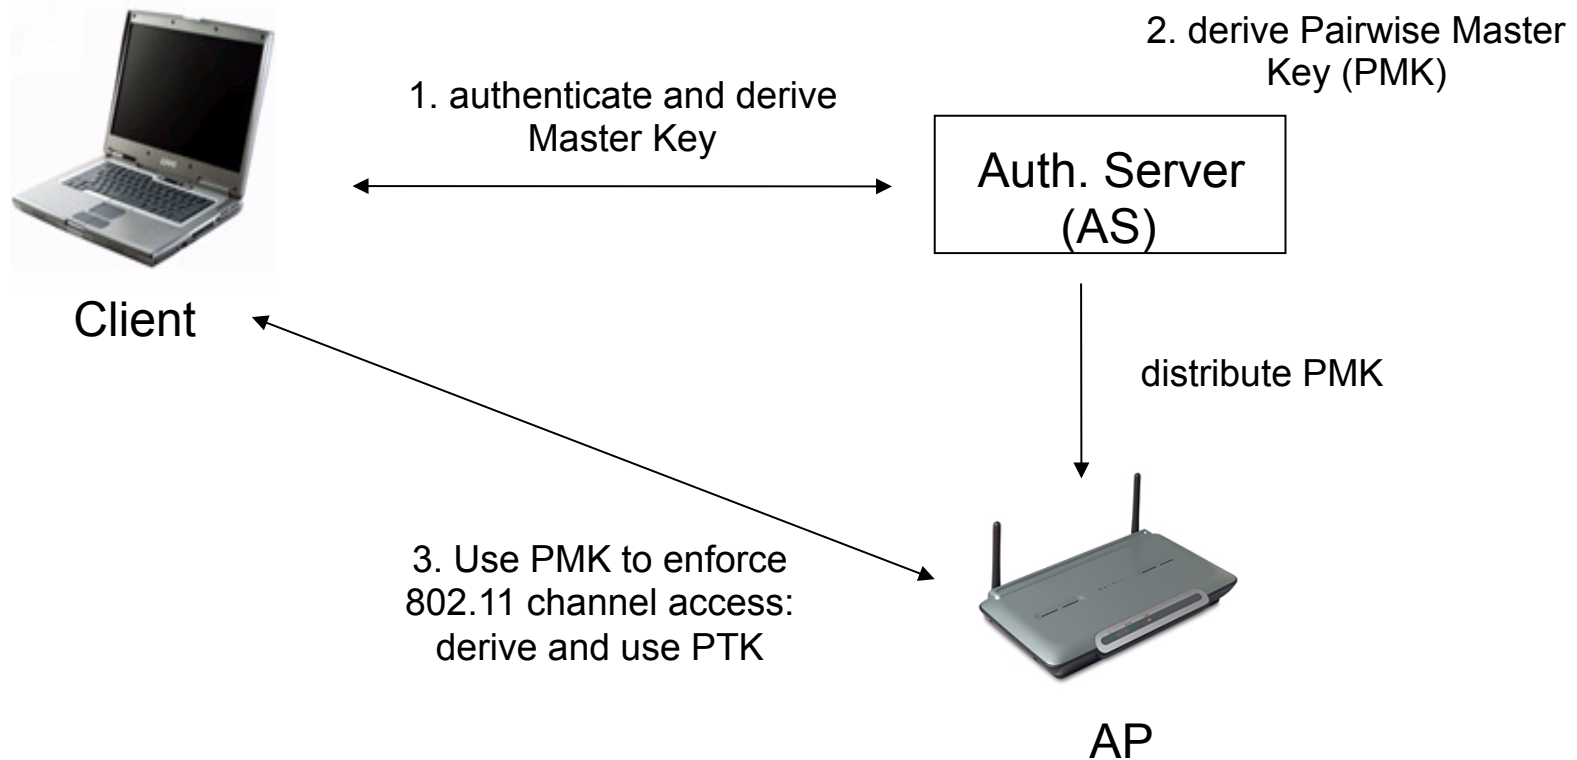 1. authenticate and derive
Master Key
2. derive Pairwise Master
Key (PMK)
Auth. Server
(AS)
Client
distribute PMK
3. Use PMK to enforce
802.11 channel access:
derive and use PTK
AP